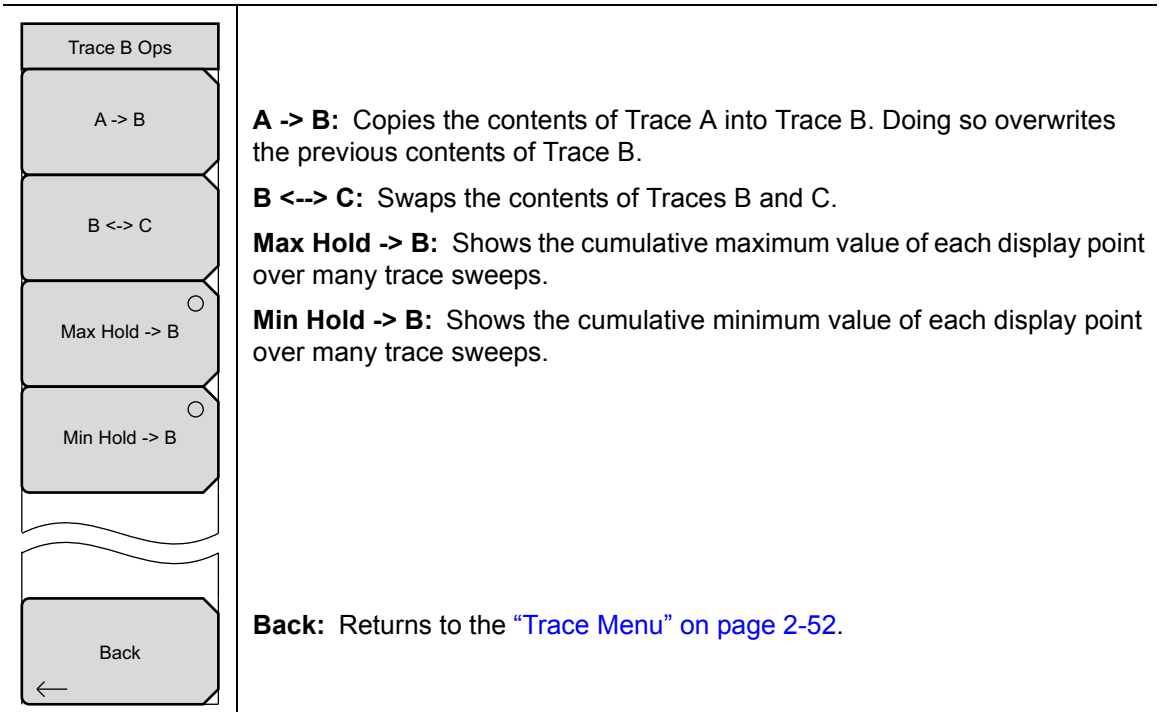 Trace B Ops
A -> B
B <-> C
Max Hold -> B
Min Hold -> B
Back
A -> B: Copies the contents of Trace A into Trace B. Doing so overwrites
the previous contents of Trace B.
B <--> C: Swaps the contents of Traces B and C.
Max Hold -> B: Shows the cumulative maximum value of each display point
over many trace sweeps.
Min Hold -> B: Shows the cumulative minimum value of each display point
over many trace sweeps.
Back: Returns to the “Trace Menu” on page 2-52.